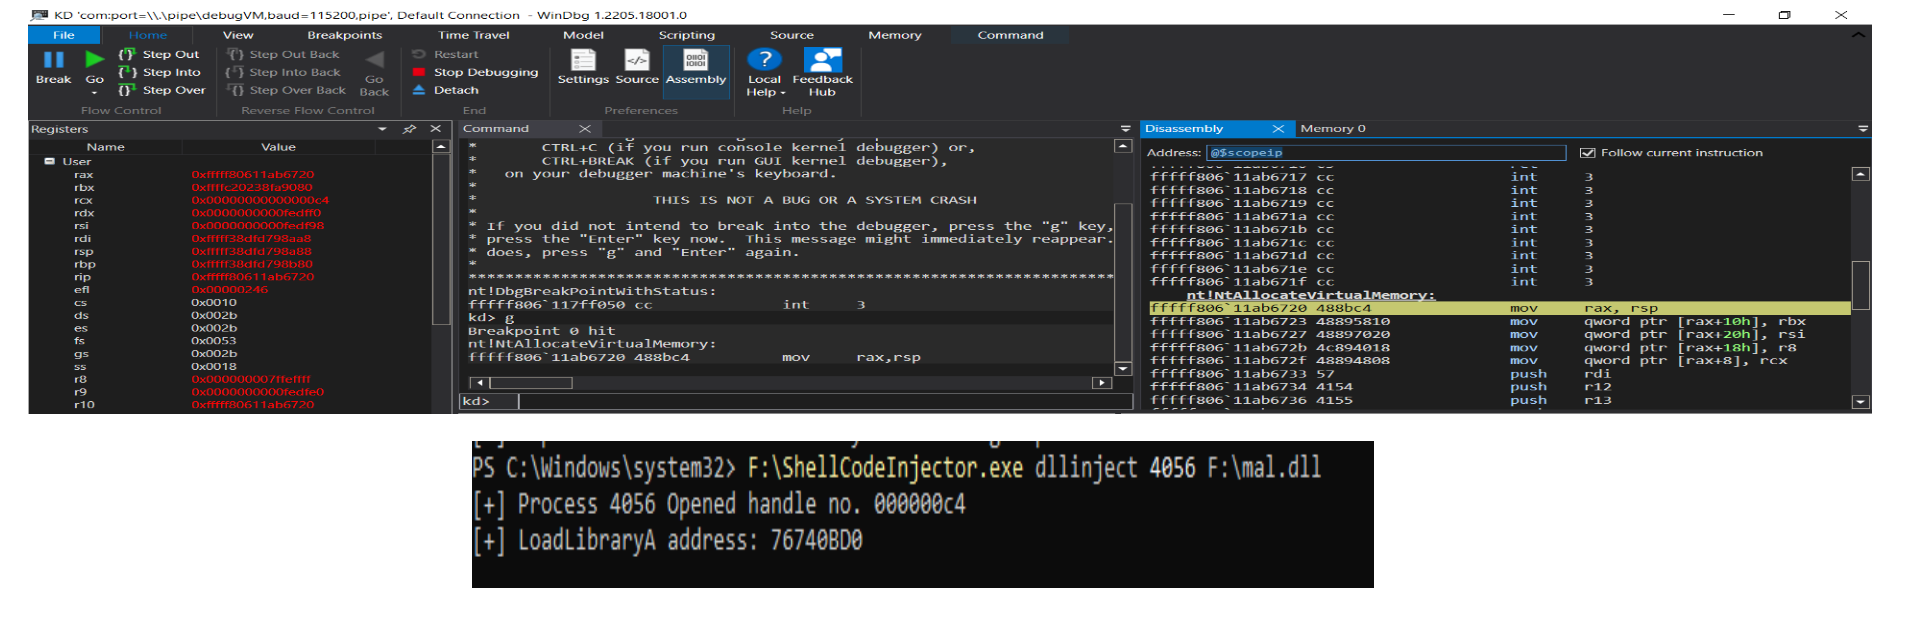 KD 'com:port=\\.\pipe\debugVM,baud=115200,pipe', Default Connection - WinDbg 1.2205.18001.0
File Home View Breakpoints Time Travel Model Scripting Source Memory Command
Break
Go
Step Out
Step Into
Step Over
Flow Control
Step Out Back
Step Into Back
Step Over Back
Go
Back
Reverse Flow Control
Restart
Stop Debugging
Detach
End
Settings Source Assembly
Preferences
Local
Help
Feedback
Hub
Help
Registers
Name Value
User
rax 0xfffff80611ab6720
rbx 0xffffc20238fa9080
rcx 0x00000000000000c4
rdx 0x0000000000fedff0
rsi 0x0000000000fedf98
rdi 0xfffff38dfd798aa8
rsp 0xfffff38dfd798a88
rbp 0xfffff38dfd798b80
rip 0xfffff80611ab6720
efl 0x00000246
cs 0x0010
ds 0x002b
es 0x002b
fs 0x0053
gs 0x002b
ss 0x0018
r8 0x000000007ffeffff
r9 0x0000000000fedfe0
r10 0xfffff80611ab6720
Command
* CTRL+C (if you run console kernel debugger) or,
* CTRL+BREAK (if you run GUI kernel debugger),
* on your debugger machine's keyboard.
*
* THIS IS NOT A BUG OR A SYSTEM CRASH
*
* If you did not intend to break into the debugger, press the "g" key,
* press the "Enter" key now. This message might immediately reappear.
* does, press "g" and "Enter" again.
*
nt!DbgBreakPointWithStatus:
fffff806`117ff050 cc int 3
kd> g
Breakpoint 0 hit
nt!NtAllocateVirtualMemory:
fffff806`11ab6720 488bc4 mov rax,rsp
kd>
Disassembly Memory 0
Address: @$scopeip Follow current instruction
fffff806`11ab6717 cc int 3
fffff806`11ab6718 cc int 3
fffff806`11ab6719 cc int 3
fffff806`11ab671a cc int 3
fffff806`11ab671b cc int 3
fffff806`11ab671c cc int 3
fffff806`11ab671d cc int 3
fffff806`11ab671e cc int 3
fffff806`11ab671f cc int 3
nt!NtAllocateVirtualMemory:
fffff806`11ab6720 488bc4 mov rax, rsp
fffff806`11ab6723 48895810 mov qword ptr [rax+10h], rbx
fffff806`11ab6727 48897020 mov qword ptr [rax+20h], rsi
fffff806`11ab672b 4c894018 mov qword ptr [rax+18h], r8
fffff806`11ab672f 48894808 mov qword ptr [rax+8], rcx
fffff806`11ab6733 57 push rdi
fffff806`11ab6734 4154 push r12
fffff806`11ab6736 4155 push r13
PS C:\Windows\system32> F:\ShellCodeInjector.exe dllinject 4056 F:\mal.dll
[+] Process 4056 Opened handle no. 000000c4
[+] LoadLibraryA address: 76740BD0